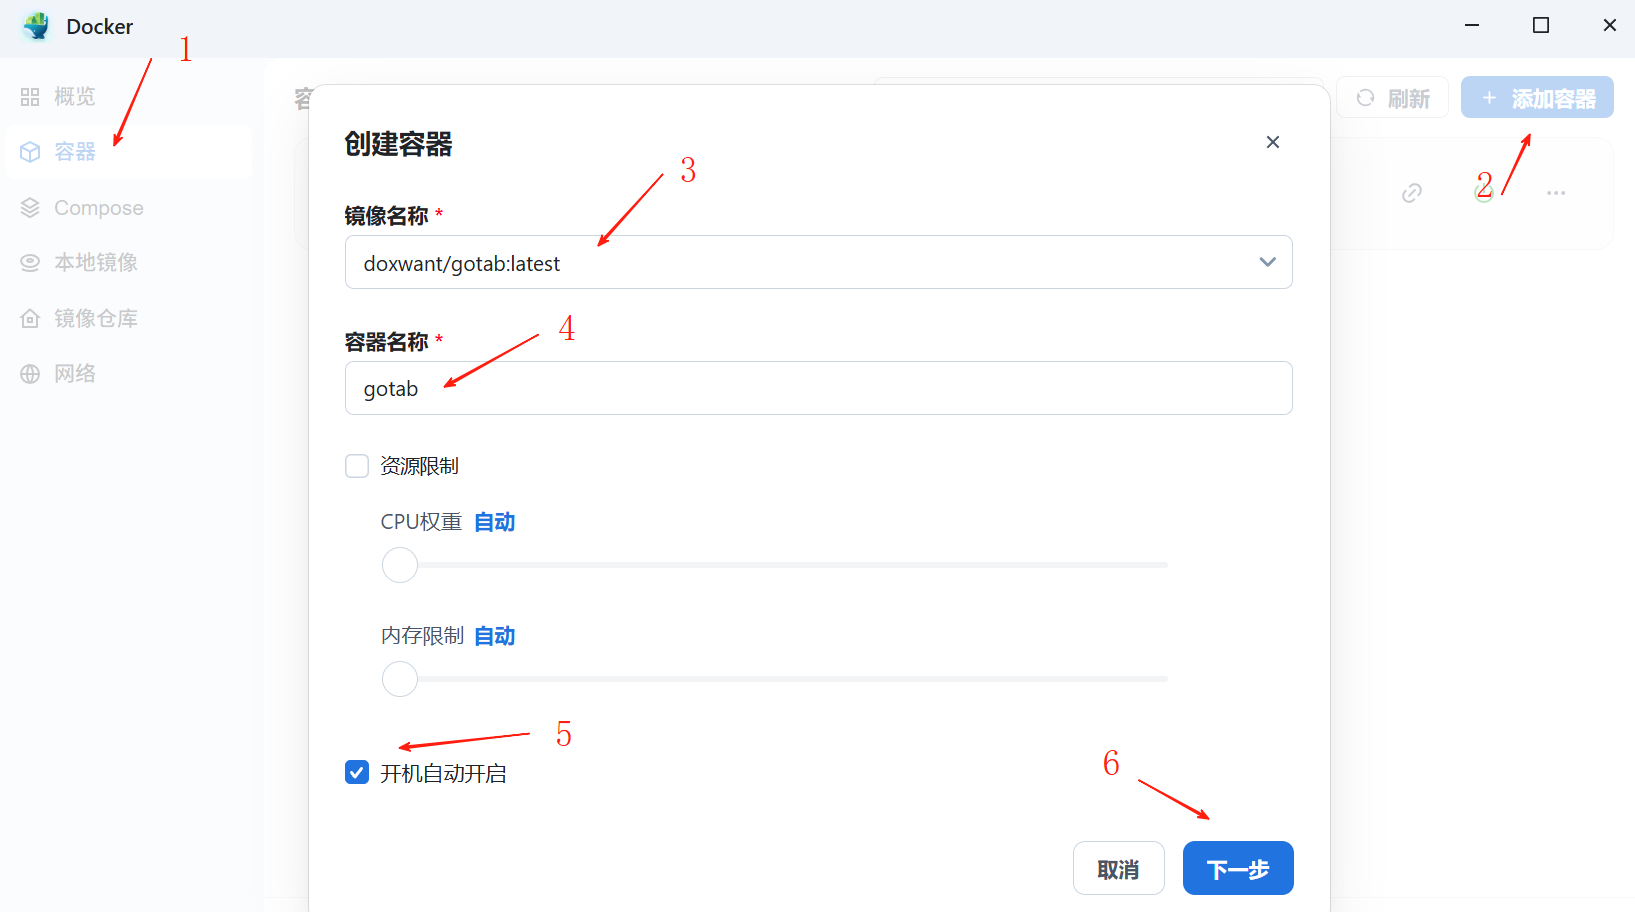 Docker
1
概览
容器
Compose
本地镜像
镜像仓库
网络
刷新
+ 添加容器
2
创建容器
3
镜像名称 *
doxwant/gotab:latest
容器名称 *
4
gotab
资源限制
CPU权重 自动
内存限制 自动
5
开机自动开启
6
取消
下一步